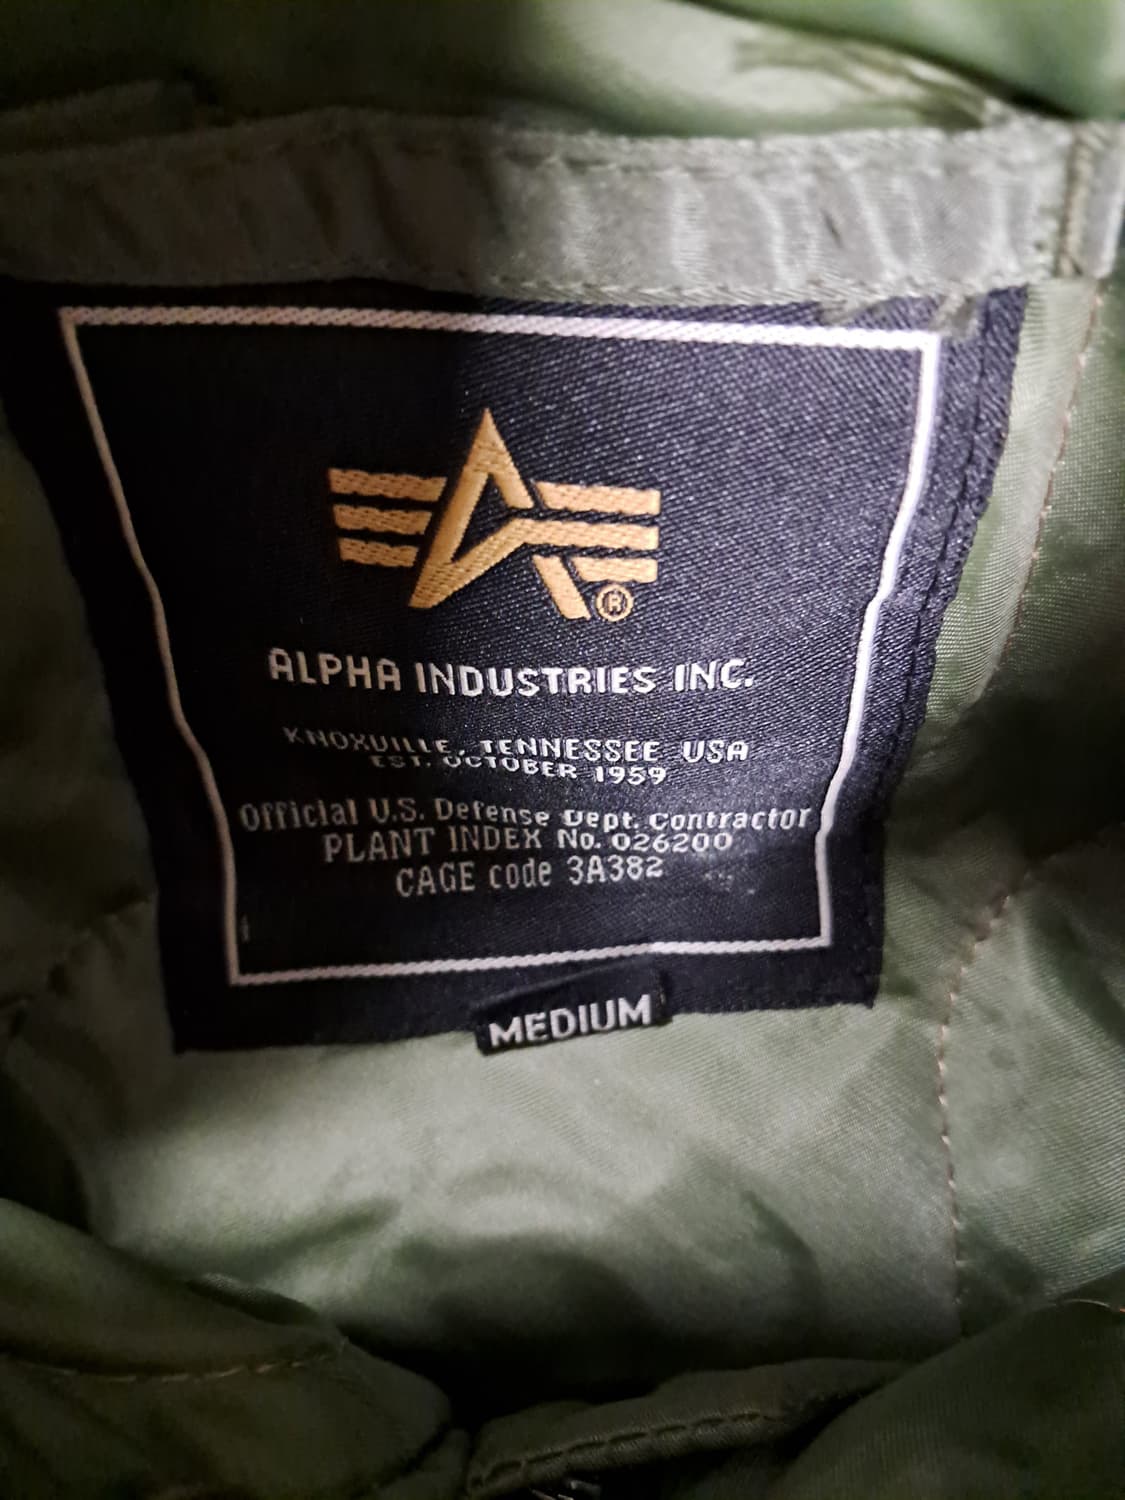 ®
ALPHA INDUSTRIES INC.
KNOXVILLE, TENNESSEE USA
EST. OCTOBER 1959
Official U.S. Defense Dept. Contractor
PLANT INDEX No. 026200
CAGE code 3A382
MEDIUM